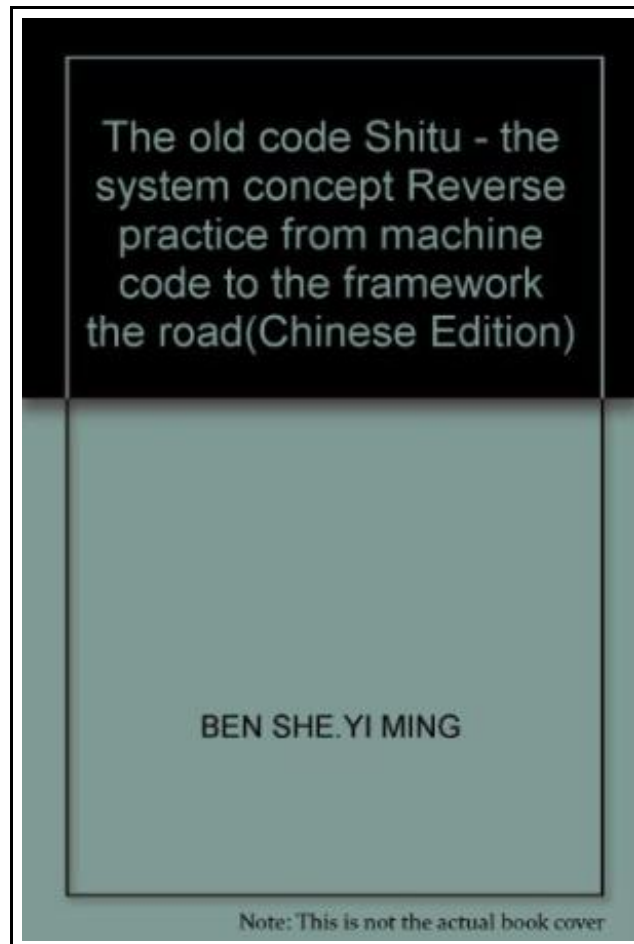 The old code Shitu - the
system concept Reverse
practice from machine
code to the framework
the road(Chinese Edition)
BEN SHE.YI MING
Note: This is not the actual book cover